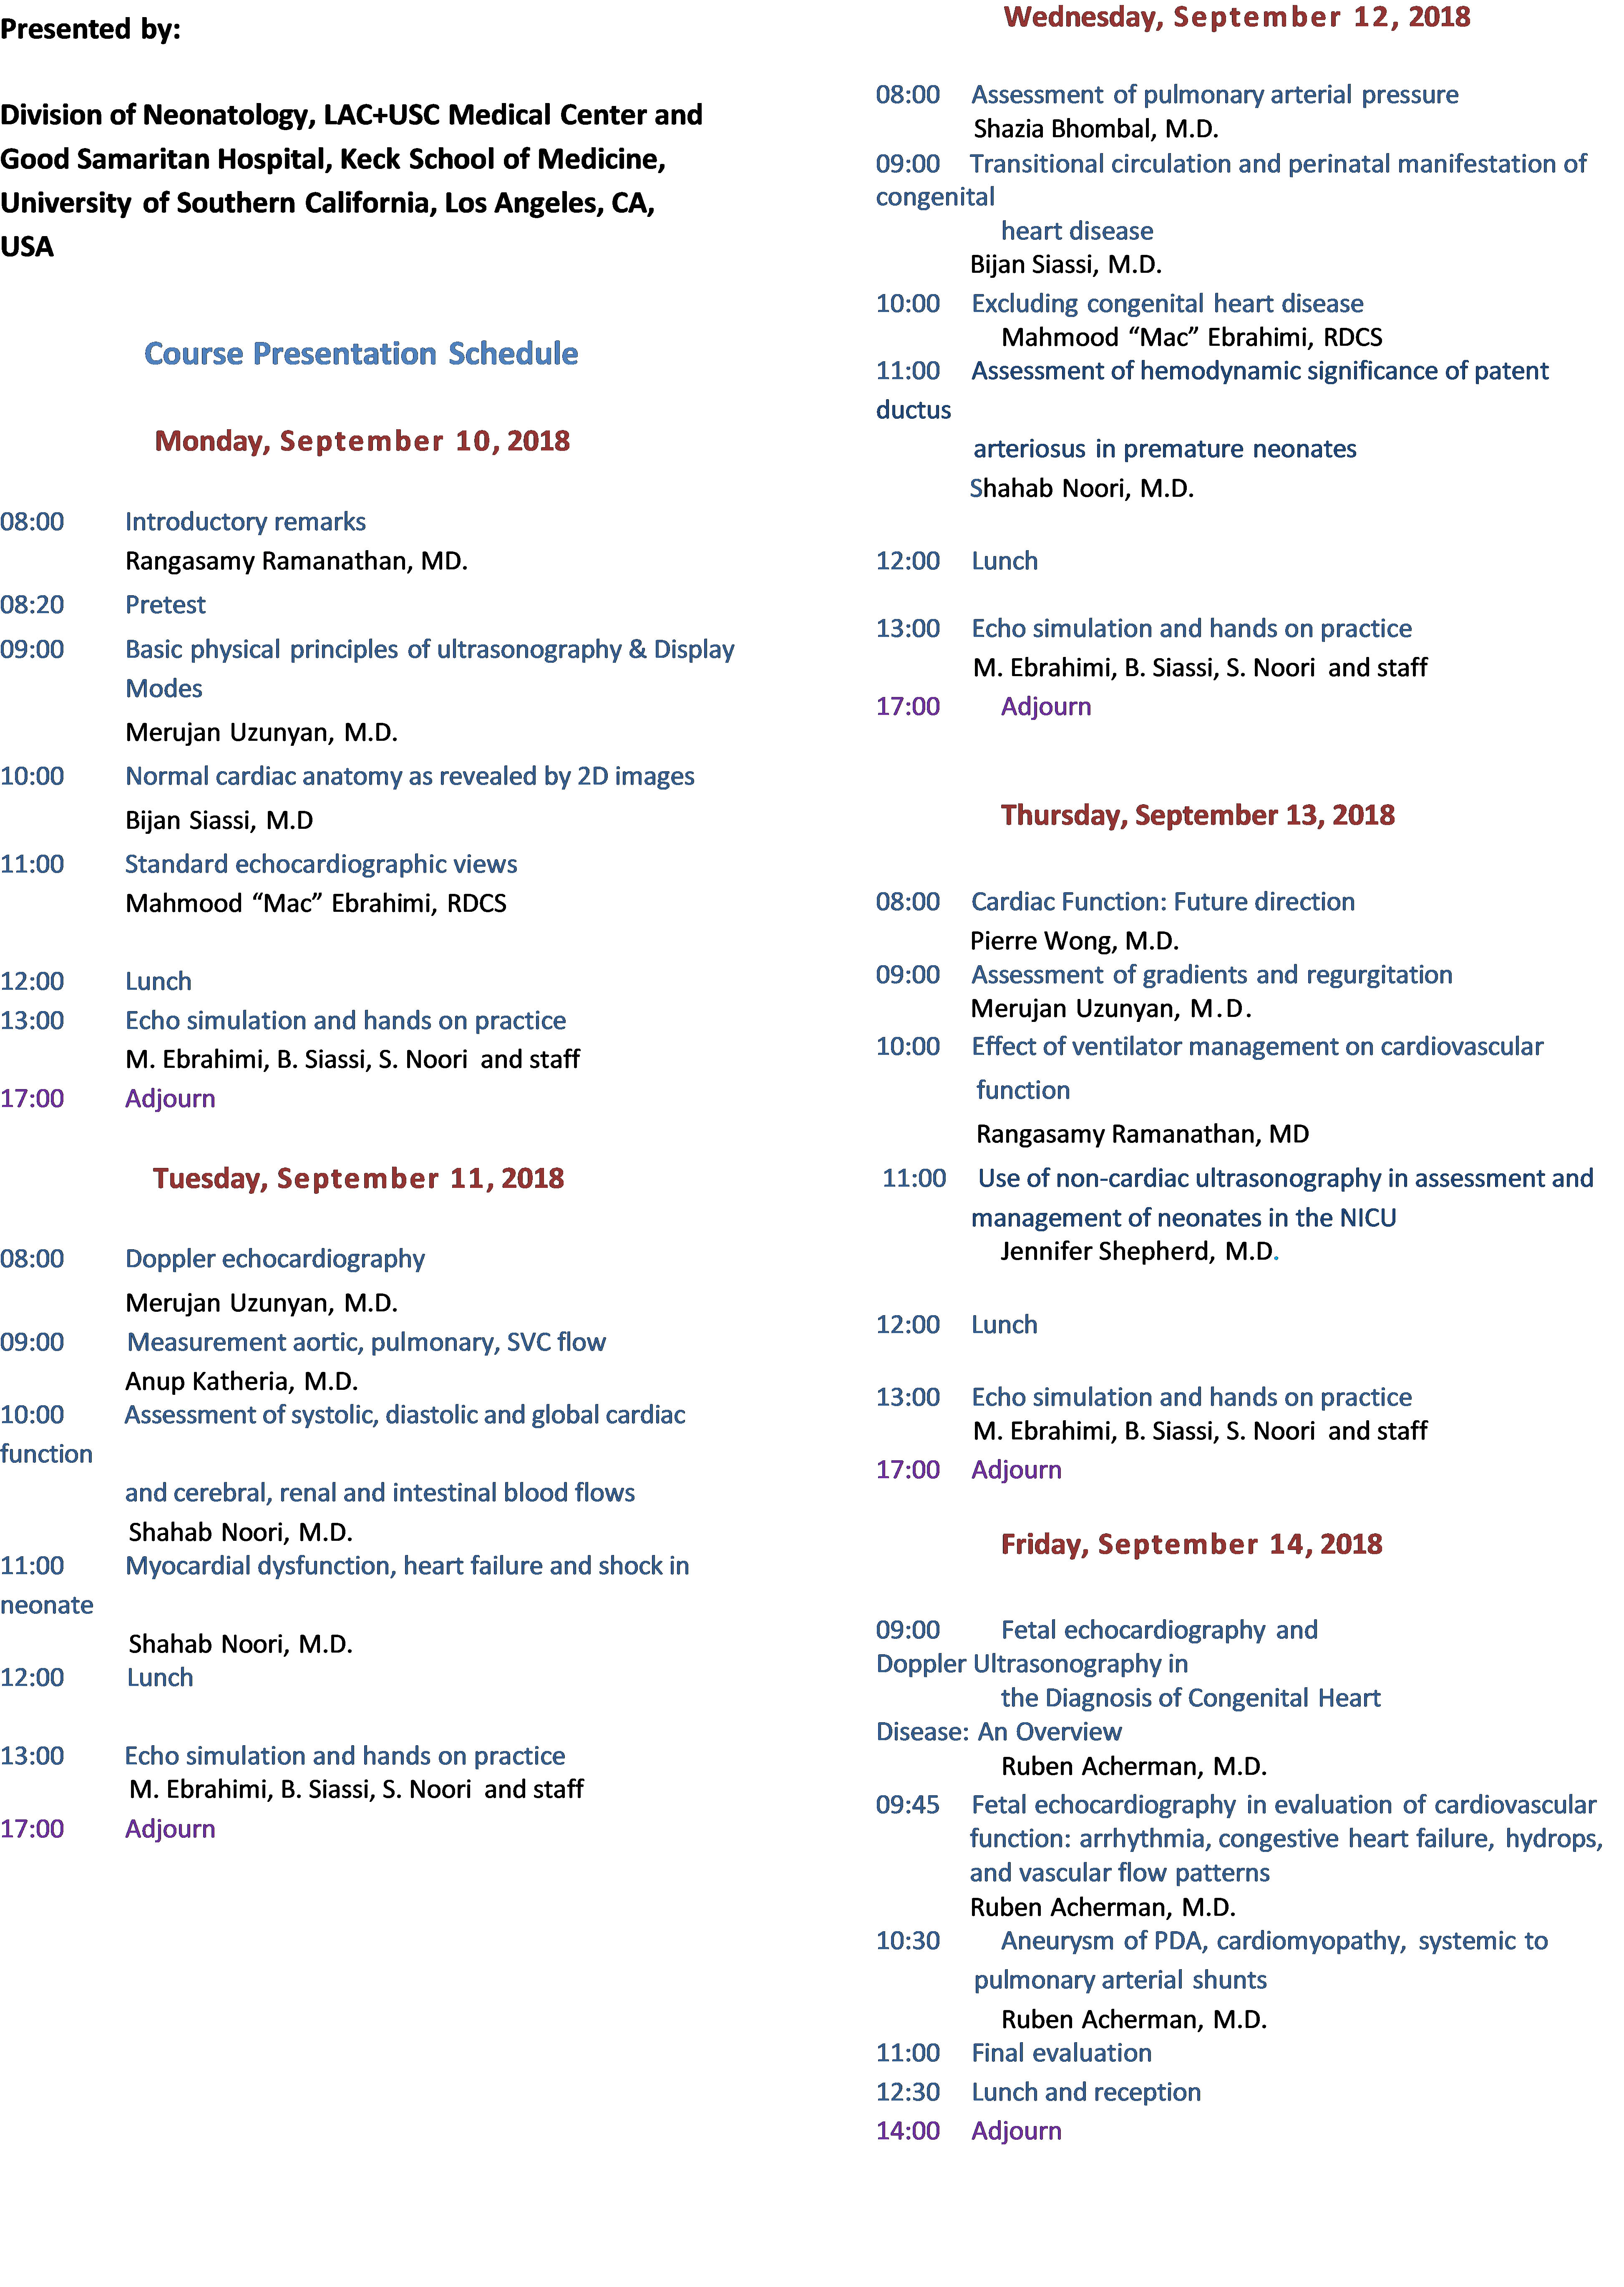 Presented by:
Division of Neonatology, LAC+USC Medical Center and
Good Samaritan Hospital, Keck School of Medicine,
University of Southern California, Los Angeles, CA,
USA
Course Presentation Schedule
Monday, September 10, 2018
08:00 Introductory remarks
Rangasamy Ramanathan, MD.
08:20 Pretest
09:00 Basic physical principles of ultrasonography & Display
Modes
Merujan Uzunyan, M.D.
10:00 Normal cardiac anatomy as revealed by 2D images
Bijan Siassi, M.D
11:00 Standard echocardiographic views
Mahmood “Mac” Ebrahimi, RDCS
12:00 Lunch
13:00 Echo simulation and hands on practice
M. Ebrahimi, B. Siassi, S. Noori and staff
17:00 Adjourn
Tuesday, September 11, 2018
08:00 Doppler echocardiography
Merujan Uzunyan, M.D.
09:00 Measurement aortic, pulmonary, SVC flow
Anup Katheria, M.D.
10:00 Assessment of systolic, diastolic and global cardiac
function
and cerebral, renal and intestinal blood flows
Shahab Noori, M.D.
11:00 Myocardial dysfunction, heart failure and shock in
neonate
Shahab Noori, M.D.
12:00 Lunch
13:00 Echo simulation and hands on practice
M. Ebrahimi, B. Siassi, S. Noori and staff
17:00 Adjourn
Wednesday, September 12, 2018
08:00 Assessment of pulmonary arterial pressure
Shazia Bhombal, M.D.
09:00 Transitional circulation and perinatal manifestation of
congenital
heart disease
Bijan Siassi, M.D.
10:00 Excluding congenital heart disease
Mahmood “Mac” Ebrahimi, RDCS
11:00 Assessment of hemodynamic significance of patent
ductus
arteriosus in premature neonates
Shahab Noori, M.D.
12:00 Lunch
13:00 Echo simulation and hands on practice
M. Ebrahimi, B. Siassi, S. Noori and staff
17:00 Adjourn
Thursday, September 13, 2018
08:00 Cardiac Function: Future direction
Pierre Wong, M.D.
09:00 Assessment of gradients and regurgitation
Merujan Uzunyan, M.D.
10:00 Effect of ventilator management on cardiovascular
function
Rangasamy Ramanathan, MD
11:00 Use of non-cardiac ultrasonography in assessment and
management of neonates in the NICU
Jennifer Shepherd, M.D.
12:00 Lunch
13:00 Echo simulation and hands on practice
M. Ebrahimi, B. Siassi, S. Noori and staff
17:00 Adjourn
Friday, September 14, 2018
09:00 Fetal echocardiography and
Doppler Ultrasonography in
the Diagnosis of Congenital Heart
Disease: An Overview
Ruben Acherman, M.D.
09:45 Fetal echocardiography in evaluation of cardiovascular
function: arrhythmia, congestive heart failure, hydrops,
and vascular flow patterns
Ruben Acherman, M.D.
10:30 Aneurysm of PDA, cardiomyopathy, systemic to
pulmonary arterial shunts
Ruben Acherman, M.D.
11:00 Final evaluation
12:30 Lunch and reception
14:00 Adjourn